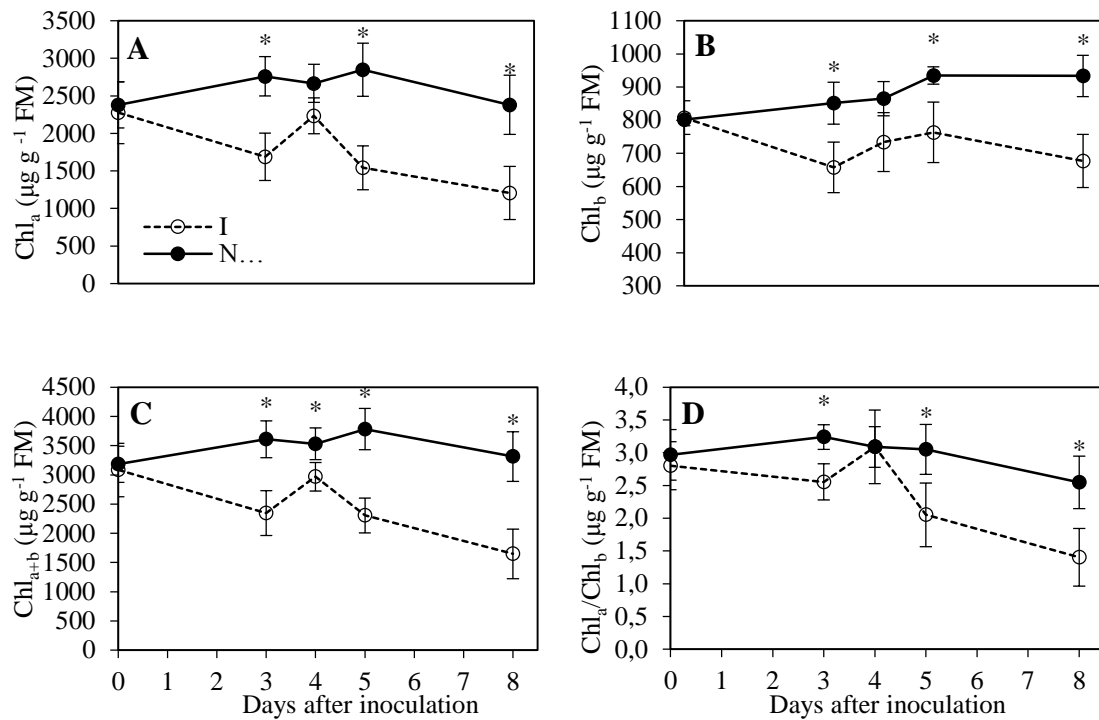 A
Chl_a (µg g⁻¹ FM)
3500
3000
2500
2000
1500
1000
500
0
* * *
I
N…
B
Chl_b (µg g⁻¹ FM)
1100
1000
900
800
700
600
500
400
300
* * *
C
Chl_a+b (µg g⁻¹ FM)
4500
4000
3500
3000
2500
2000
1500
1000
500
0
* * * *
0 1 2 3 4 5 6 7 8
Days after inoculation
D
Chl_a/Chl_b (µg g⁻¹ FM)
4,0
3,5
3,0
2,5
2,0
1,5
1,0
0,5
0,0
* * *
0 1 2 3 4 5 6 7 8
Days after inoculation